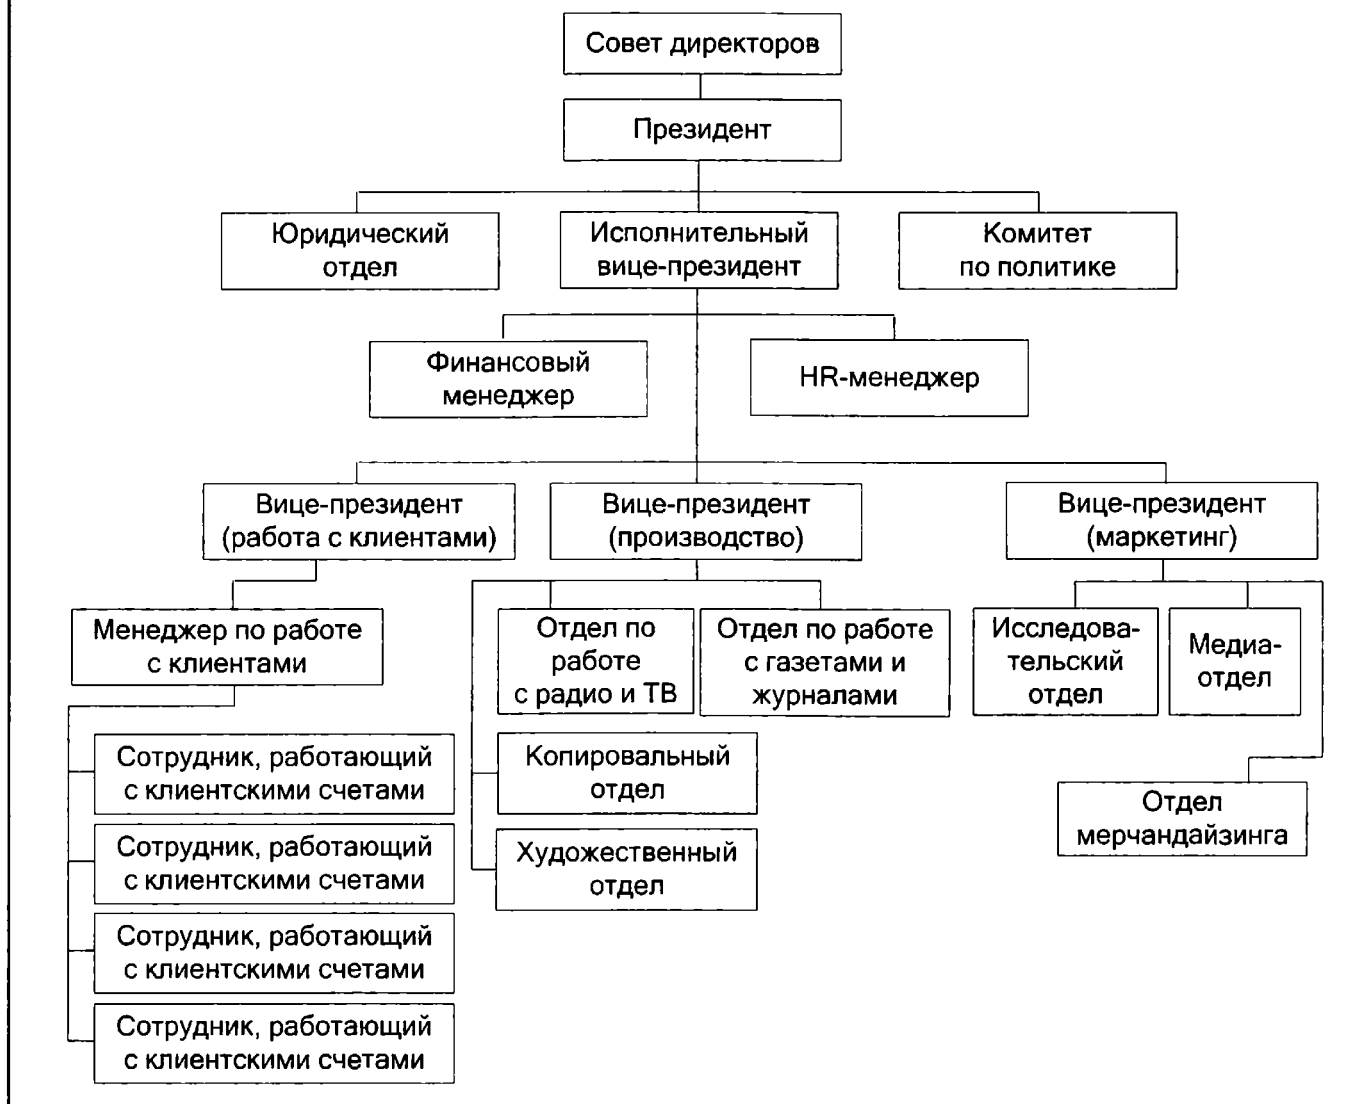 Совет директоров
Президент
Юридический
отдел
Исполнительный
вице-президент
Комитет
по политике
Финансовый
менеджер
HR-менеджер
Вице-президент
(работа с клиентами)
Вице-президент
(производство)
Вице-президент
(маркетинг)
Менеджер по работе
с клиентами
Отдел по
работе
с радио и ТВ
Отдел по работе
с газетами и
журналами
Исследова-
тельский
отдел
Медиа-
отдел
Сотрудник, работающий
с клиентскими счетами
Сотрудник, работающий
с клиентскими счетами
Сотрудник, работающий
с клиентскими счетами
Сотрудник, работающий
с клиентскими счетами
Копировальный
отдел
Художественный
отдел
Отдел
мерчандайзинга